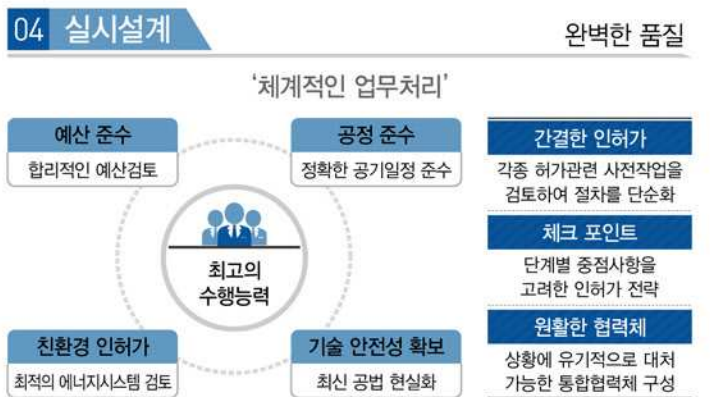 04 실시설계
완벽한 품질
'체계적인 업무처리'
예산 준수
합리적인 예산검토
공정 준수
정확한 공기일정 준수
최고의
수행능력
친환경 인허가
최적의 에너지시스템 검토
기술 안전성 확보
최신 공법 현실화
간결한 인허가
각종 허가관련 사전작업을
검토하여 절차를 단순화
체크 포인트
단계별 중점사항을
고려한 인허가 전략
원활한 협력체
상황에 유기적으로 대처
가능한 통합협력체 구성